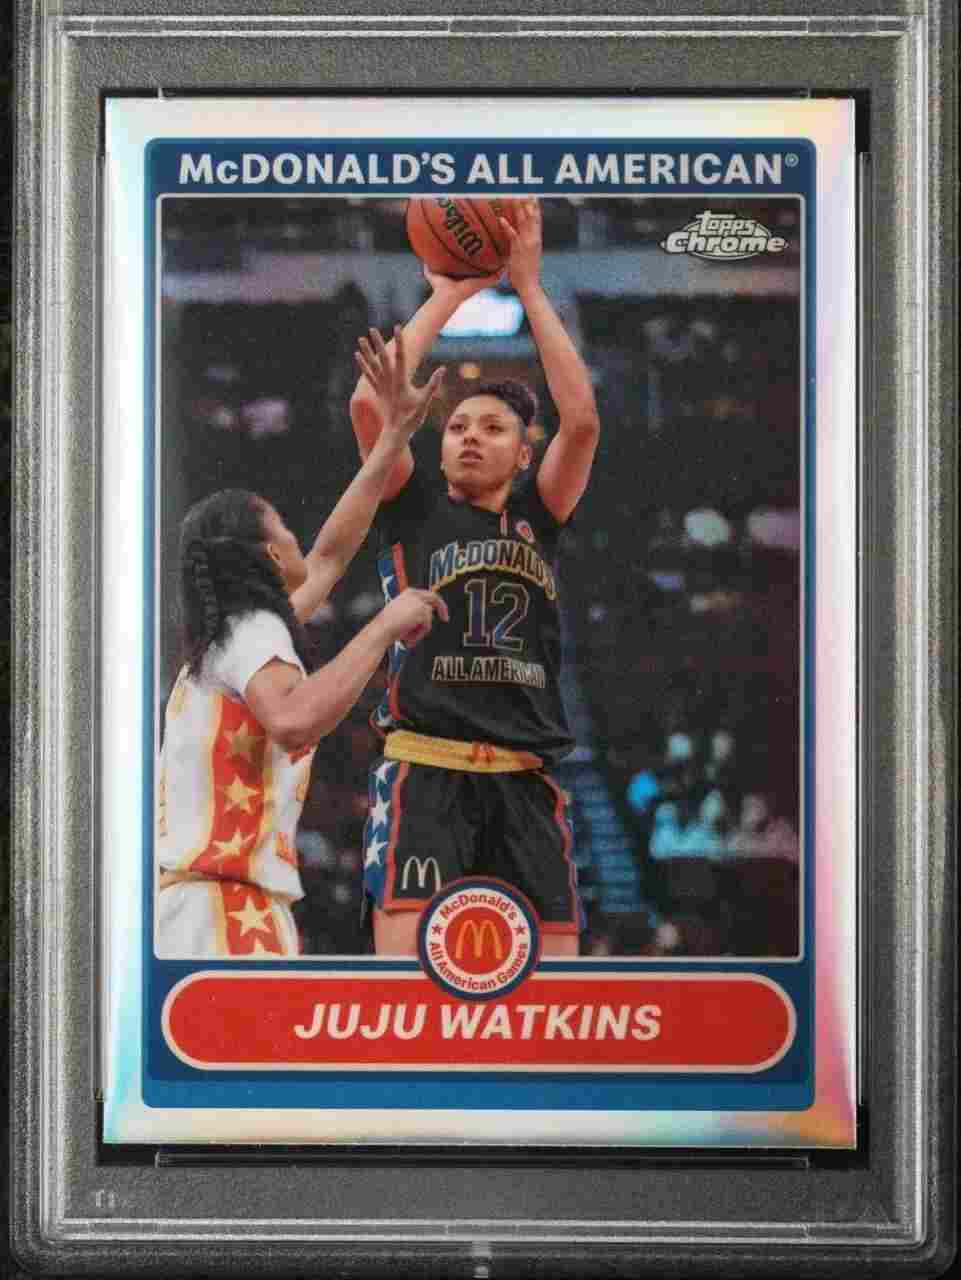 McDONALD'S ALL AMERICAN®
topps
Chrome
Wilson
McDONALD'S
12
ALL AMERICAN
McDonald's
All American Games
JUJU WATKINS